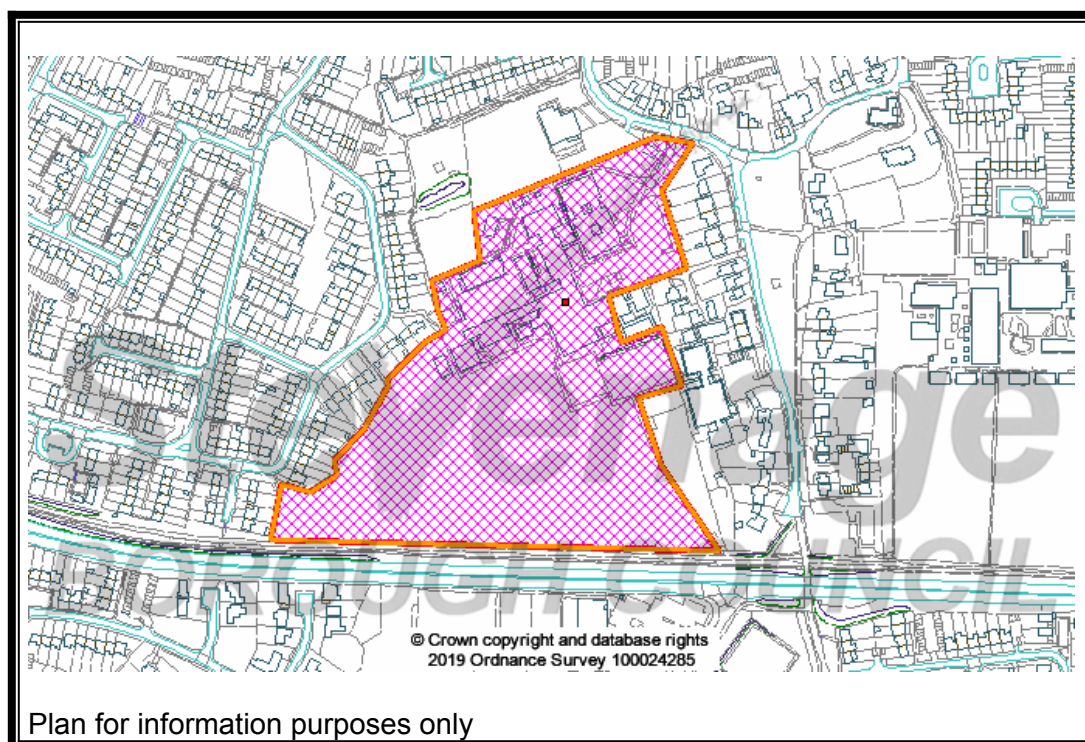 Stevenage
BOROUGH COUNCIL
© Crown copyright and database rights
2019 Ordnance Survey 100024285
Plan for information purposes only